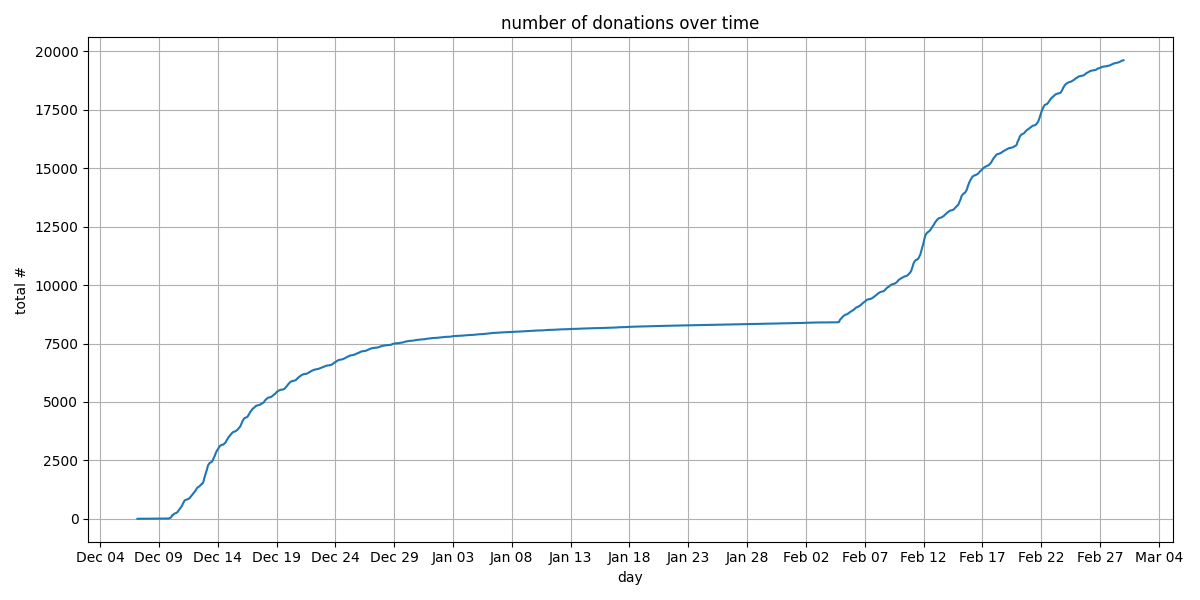 number of donations over time
total #
20000
17500
15000
12500
10000
7500
5000
2500
0
Dec 04 Dec 09 Dec 14 Dec 19 Dec 24 Dec 29 Jan 03 Jan 08 Jan 13 Jan 18 Jan 23 Jan 28 Feb 02 Feb 07 Feb 12 Feb 17 Feb 22 Feb 27 Mar 04
day